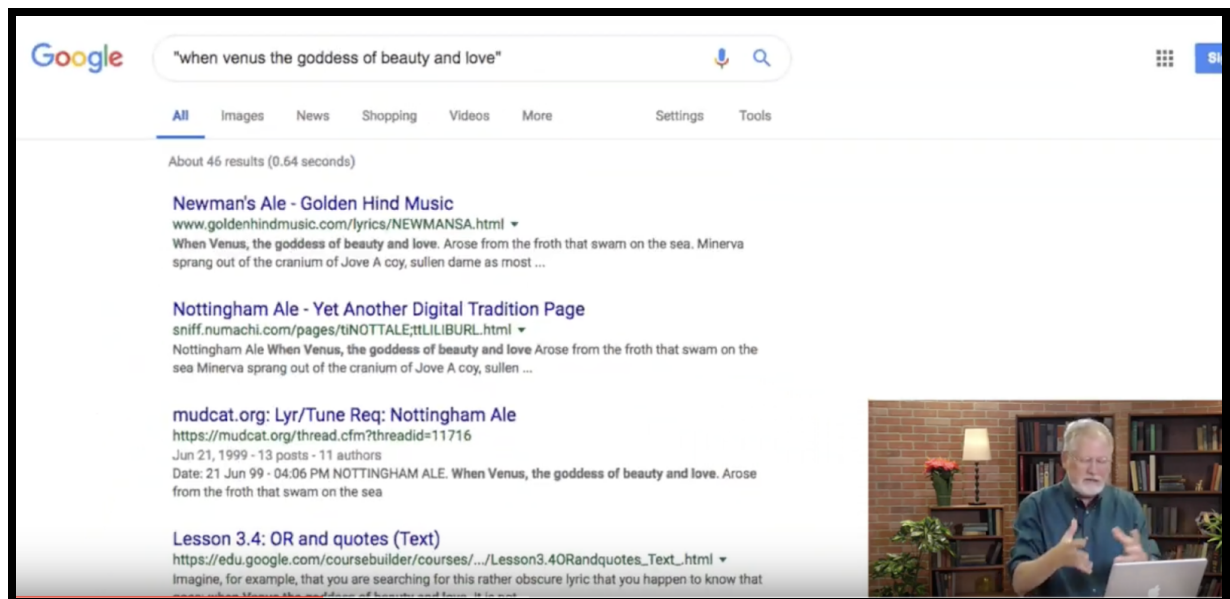 Google
"when venus the goddess of beauty and love"
Si
All Images News Shopping Videos More Settings Tools
About 46 results (0.64 seconds)
Newman's Ale - Golden Hind Music
www.goldenhindmusic.com/lyrics/NEWMANSA.html
When Venus, the goddess of beauty and love. Arose from the froth that swam on the sea. Minerva
sprang out of the cranium of Jove A coy, sullen dame as most ...
Nottingham Ale - Yet Another Digital Tradition Page
sniff.numachi.com/pages/tiNOTTALE;ttLILIBURL.html
Nottingham Ale When Venus, the goddess of beauty and love Arose from the froth that swam on the
sea Minerva sprang out of the cranium of Jove A coy, sullen ...
mudcat.org: Lyr/Tune Req: Nottingham Ale
https://mudcat.org/thread.cfm?threadid=11716
Jun 21, 1999 - 13 posts - 11 authors
Date: 21 Jun 99 - 04:06 PM NOTTINGHAM ALE. When Venus, the goddess of beauty and love. Arose
from the froth that swam on the sea
Lesson 3.4: OR and quotes (Text)
https://edu.google.com/coursebuilder/courses/.../Lesson3.4ORandquotes_Text_.html
Imagine, for example, that you are searching for this rather obscure lyric that you happen to know that